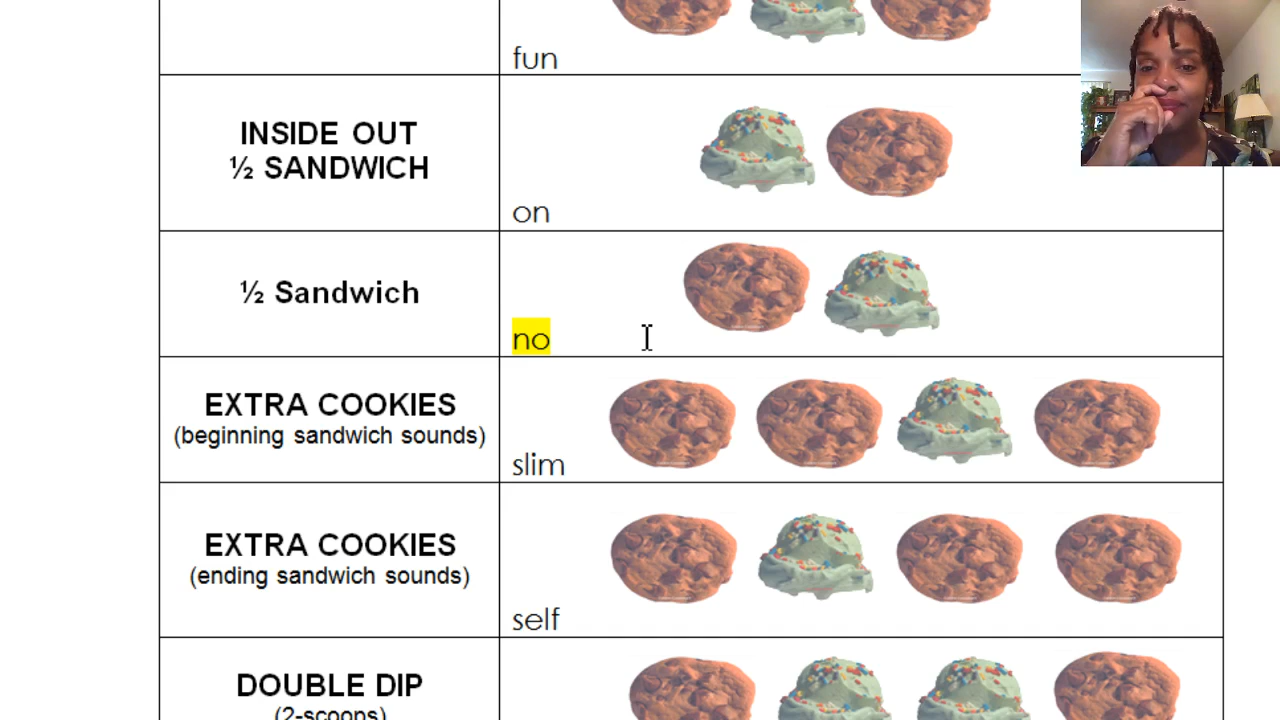 fun
INSIDE OUT
½ SANDWICH
on
½ Sandwich
no
EXTRA COOKIES
(beginning sandwich sounds)
slim
EXTRA COOKIES
(ending sandwich sounds)
self
DOUBLE DIP
(2-scoops)